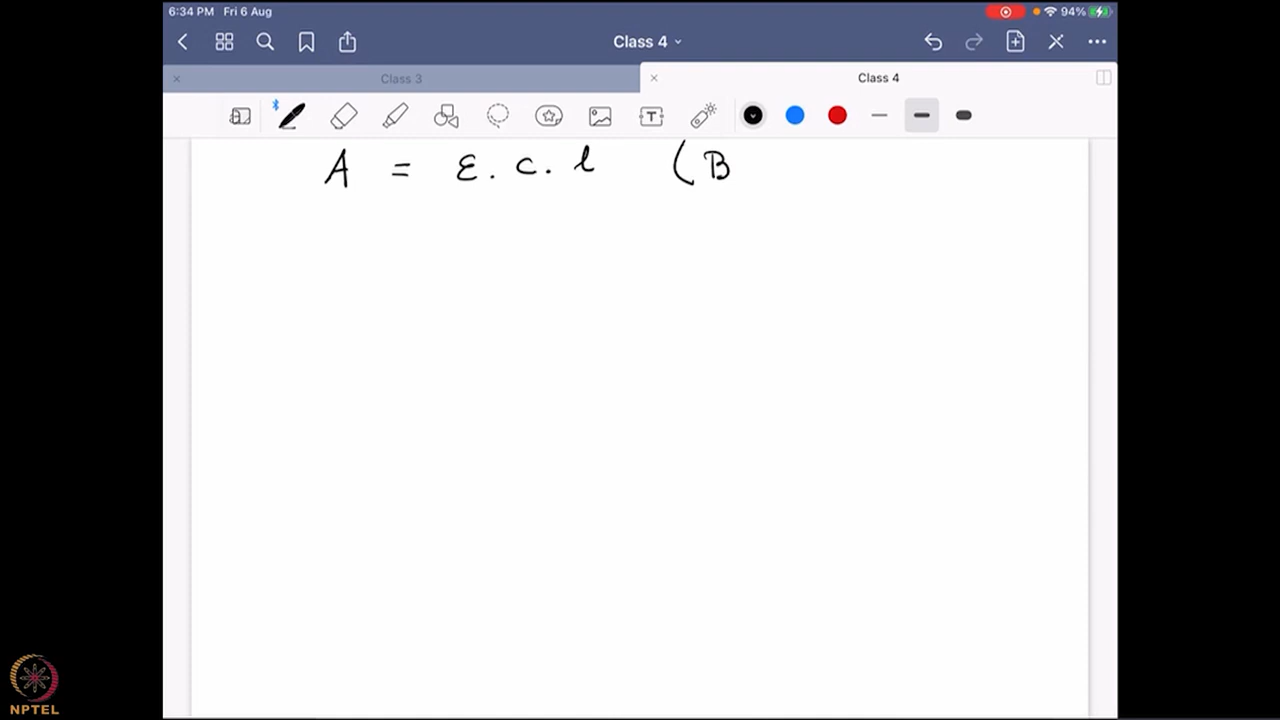 6:34 PM Fri 6 Aug 94%
Class 4
Class 3 Class 4
T
A = ε . c . l (B
NPTEL